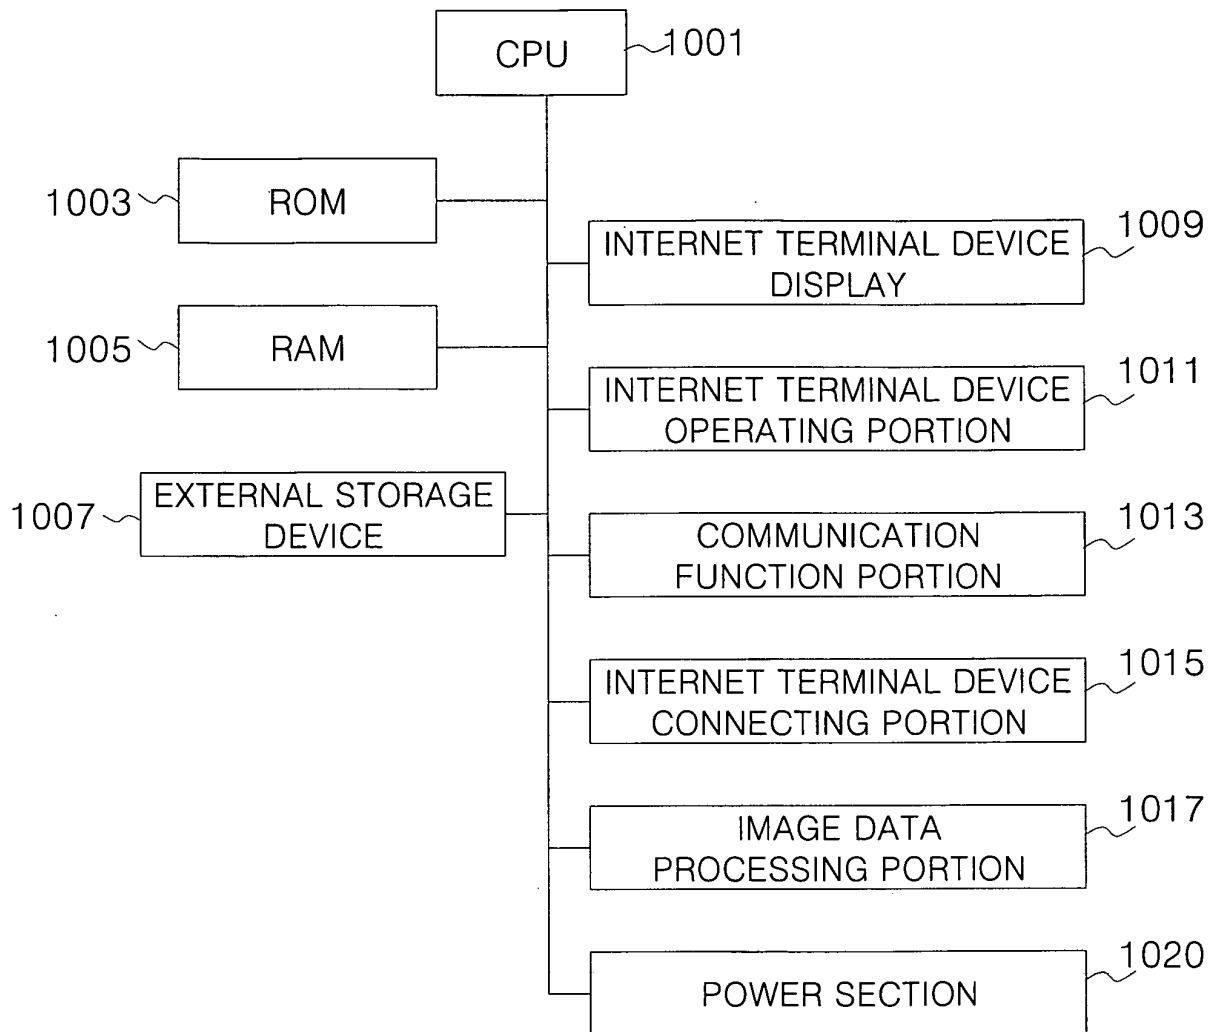 CPU
1001
1003
ROM
INTERNET TERMINAL DEVICE
DISPLAY
1009
1005
RAM
INTERNET TERMINAL DEVICE
OPERATING PORTION
1011
1007
EXTERNAL STORAGE
DEVICE
COMMUNICATION
FUNCTION PORTION
1013
INTERNET TERMINAL DEVICE
CONNECTING PORTION
1015
IMAGE DATA
PROCESSING PORTION
1017
POWER SECTION
1020